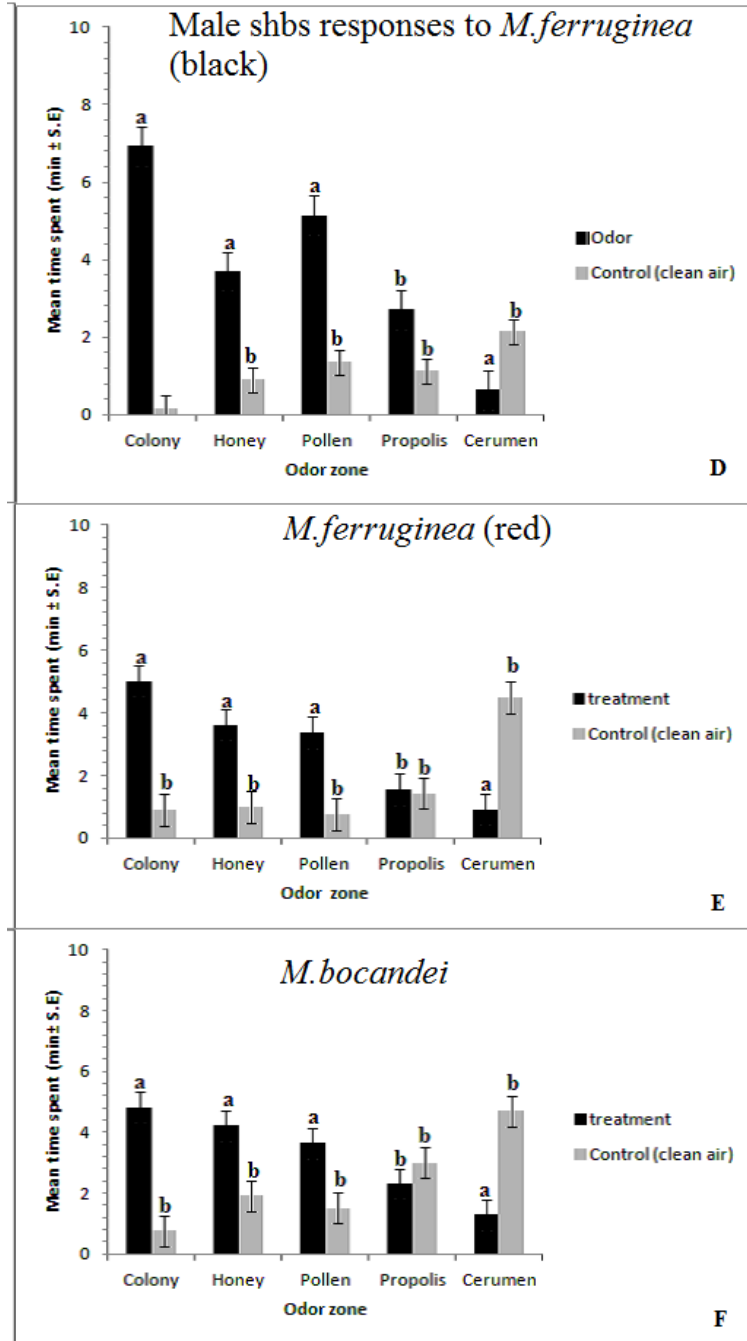 Male shbs responses to M.ferruginea
(black)
Mean time spent (min ± S.E)
10
8
6
4
2
0
a
a
b
a
b
b
b
a
b
Colony Honey Pollen Propolis Cerumen
Odor zone
Odor
Control (clean air)
D
M.ferruginea (red)
Mean time spent (min ± S.E)
10
8
6
4
2
0
a
b
a
b
a
b
b
b
a
b
Colony Honey Pollen Propolis Cerumen
Odor zone
treatment
Control (clean air)
E
M.bocandei
Mean time spent (min± S.E)
10
8
6
4
2
0
a
b
a
b
a
b
b
b
a
b
Colony Honey Pollen Propolis Cerumen
Odor zone
treatment
Control (clean air)
F